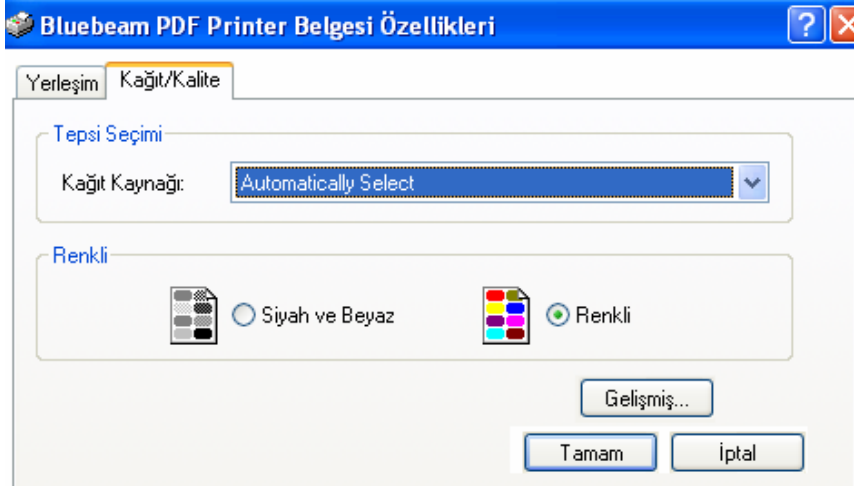 Bluebeam PDF Printer Belgesi Özellikleri
Yerleşim
Kağıt/Kalite
Tepsi Seçimi
Kağıt Kaynağı:
Automatically Select
Renkli
Siyah ve Beyaz
Renkli
Gelişmiş...
Tamam
İptal